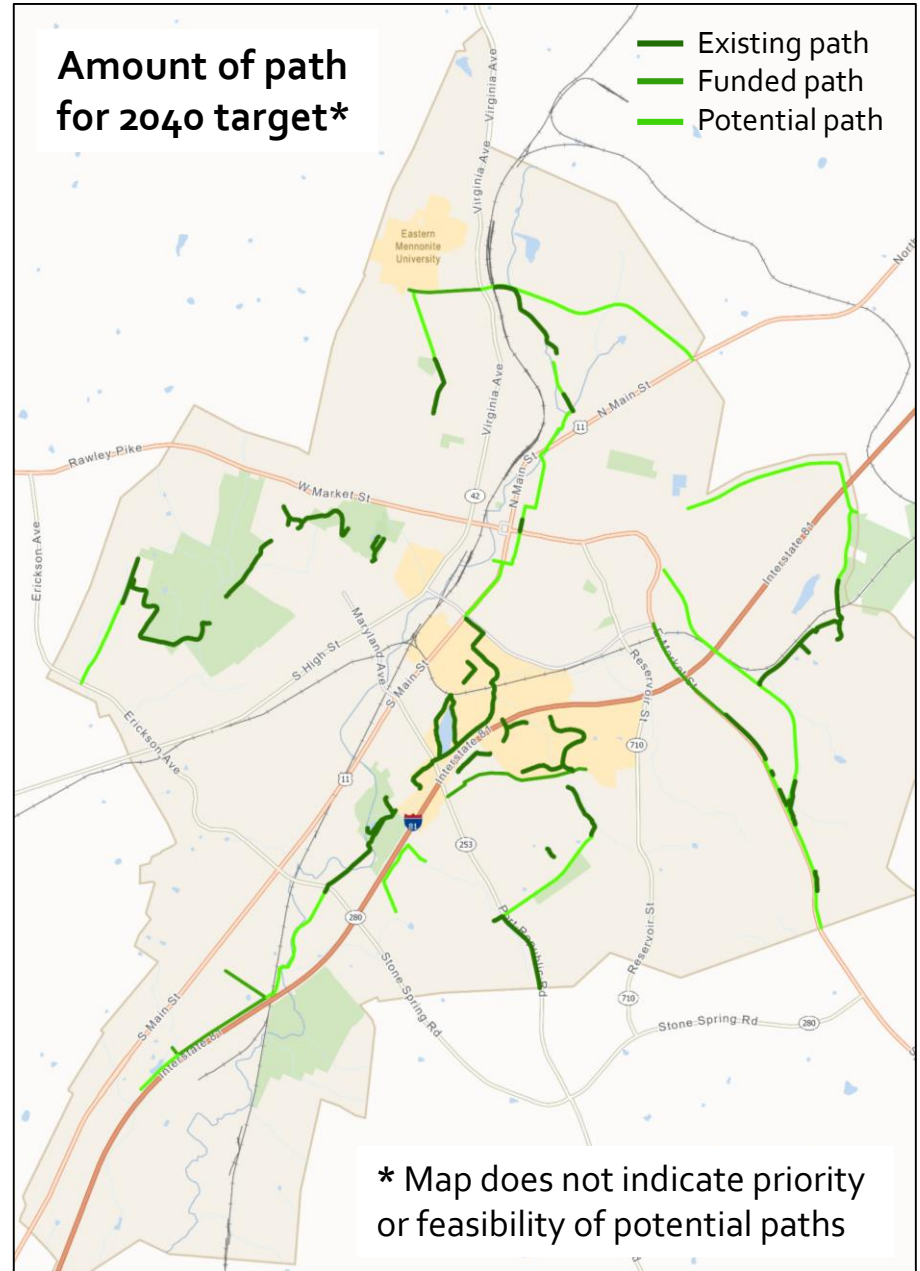 Amount of path
for 2040 target*
Existing path
Funded path
Potential path
Virginia Ave
Virginia Ave
Eastern
Mennonite
University
North
Virginia Ave
N Main St
11
Rawley Pike
W Market St
42
N Main St
Interstate 81
Erickson Ave
Maryland Ave
S High St
S Main St
Reservoir St
E Market St
710
Erickson Ave
11
Interstate 81
81
253
280
Port Republic Rd
Reservoir St
Stone Spring Rd
710
Stone Spring Rd
280
S Main St
Interstate 81
S
* Map does not indicate priority
or feasibility of potential paths